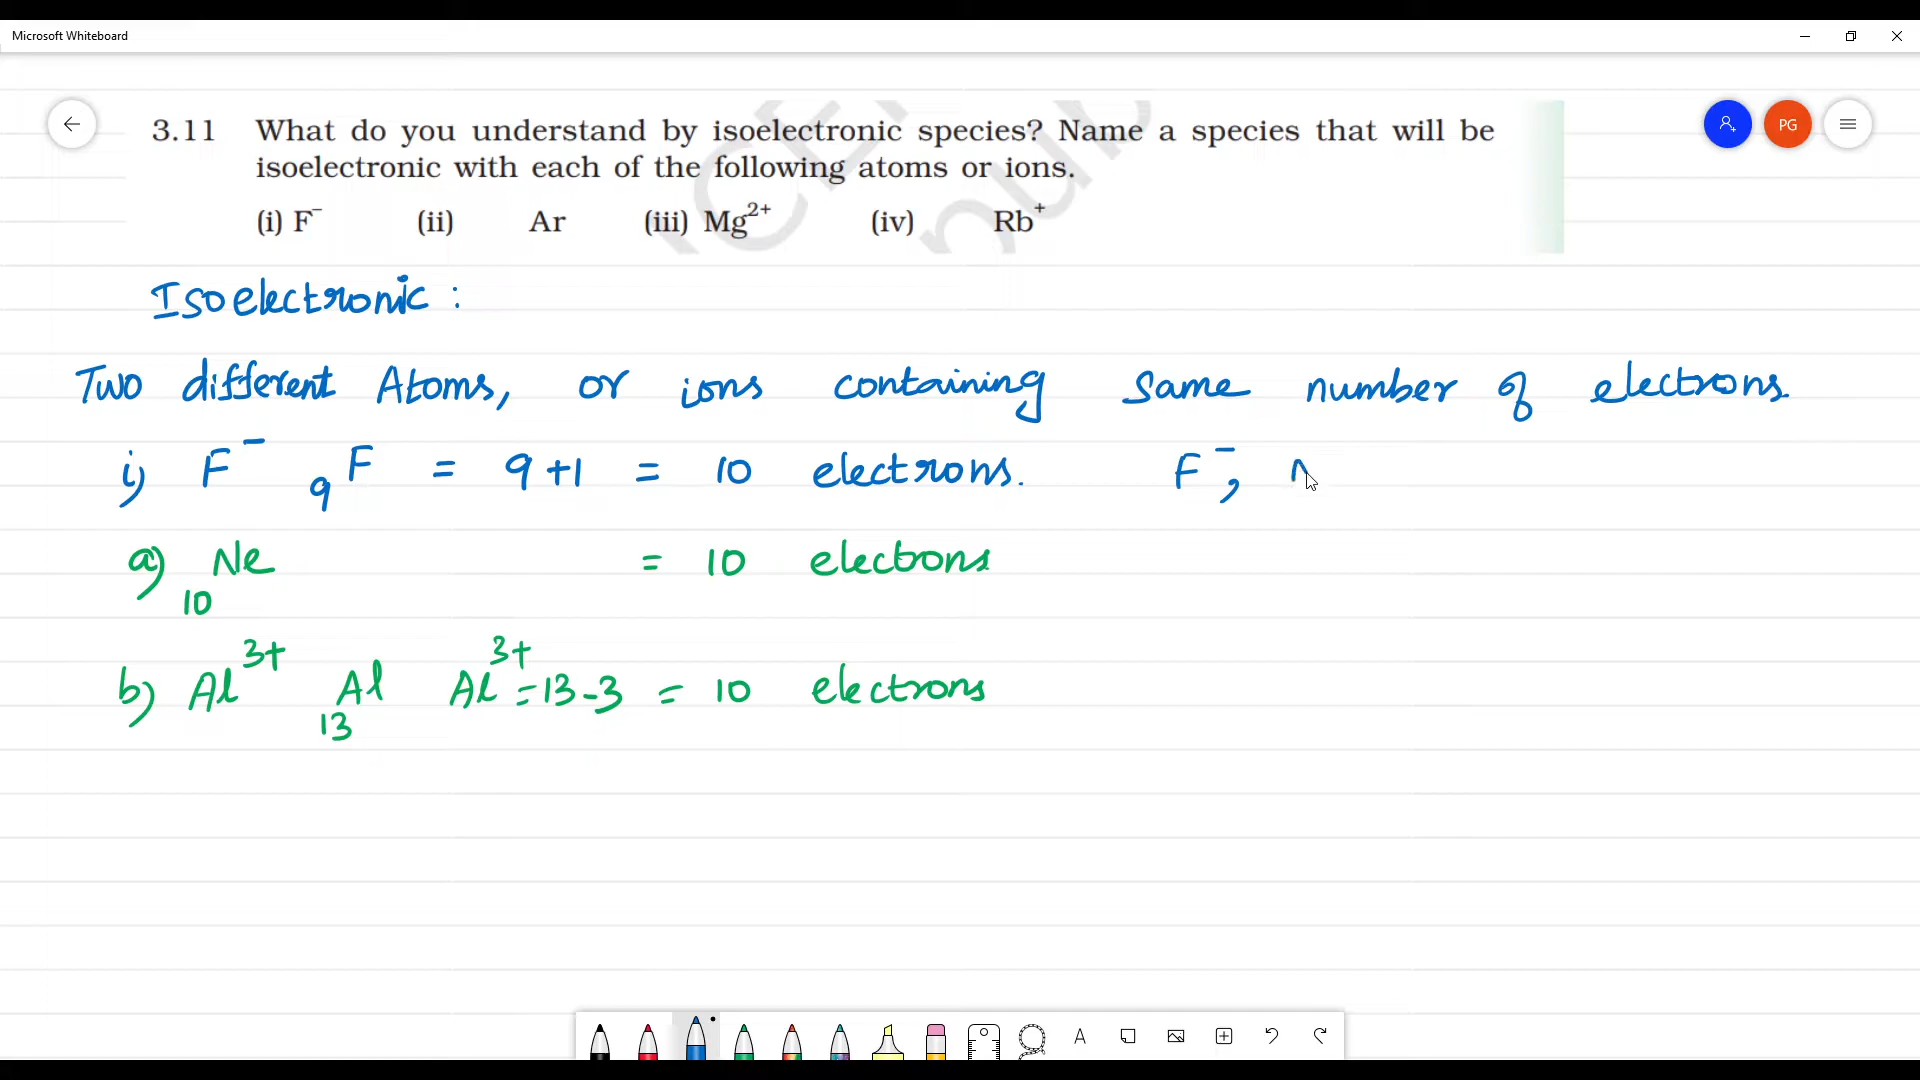 Microsoft Whiteboard
PG
3.11 What do you understand by isoelectronic species? Name a species that will be
isoelectronic with each of the following atoms or ions.
(i) F⁻ (ii) Ar (iii) Mg²⁺ (iv) Rb⁺
Isoelectronic :
Two different Atoms, or ions containing same number of electrons.
i) F⁻ ₉F = 9+1 = 10 electrons. F⁻,
a) ₁₀Ne = 10 electrons
b) Al³⁺ ₁₃Al Al³⁺ = 13-3 = 10 electrons
A